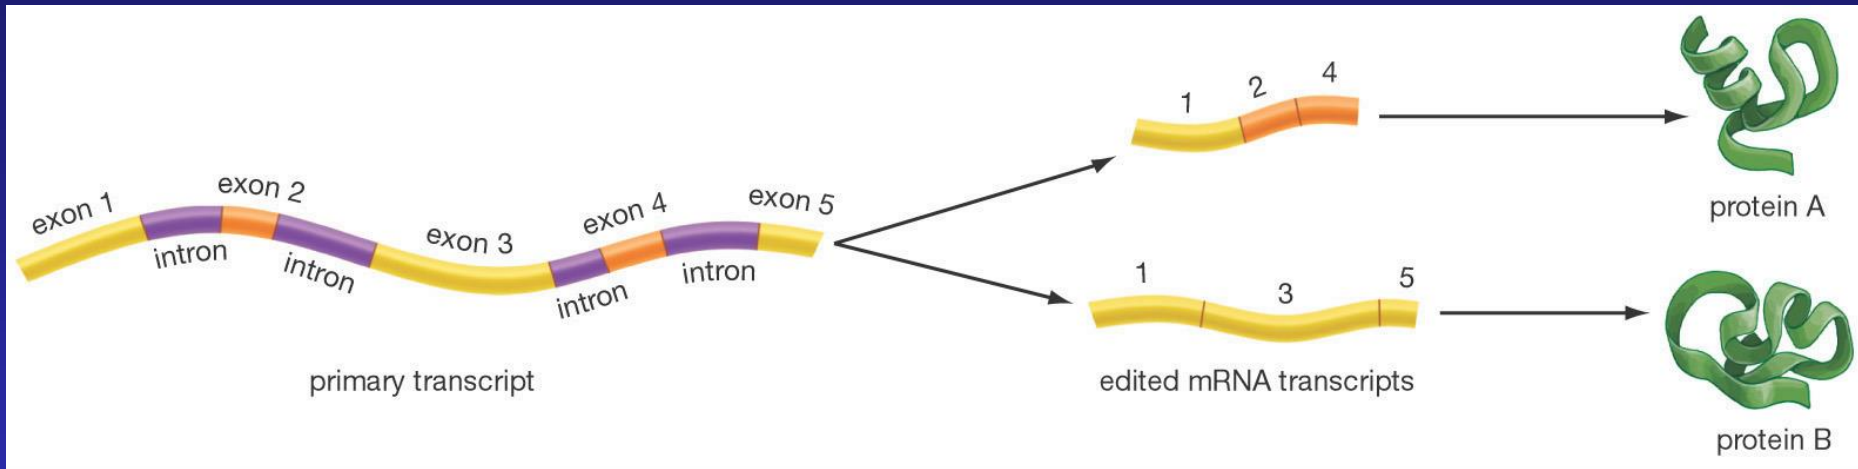 exon 1
exon 2
exon 3
exon 4
exon 5
intron
intron
intron
intron
primary transcript
1 2 4
1 3 5
edited mRNA transcripts
protein A
protein B